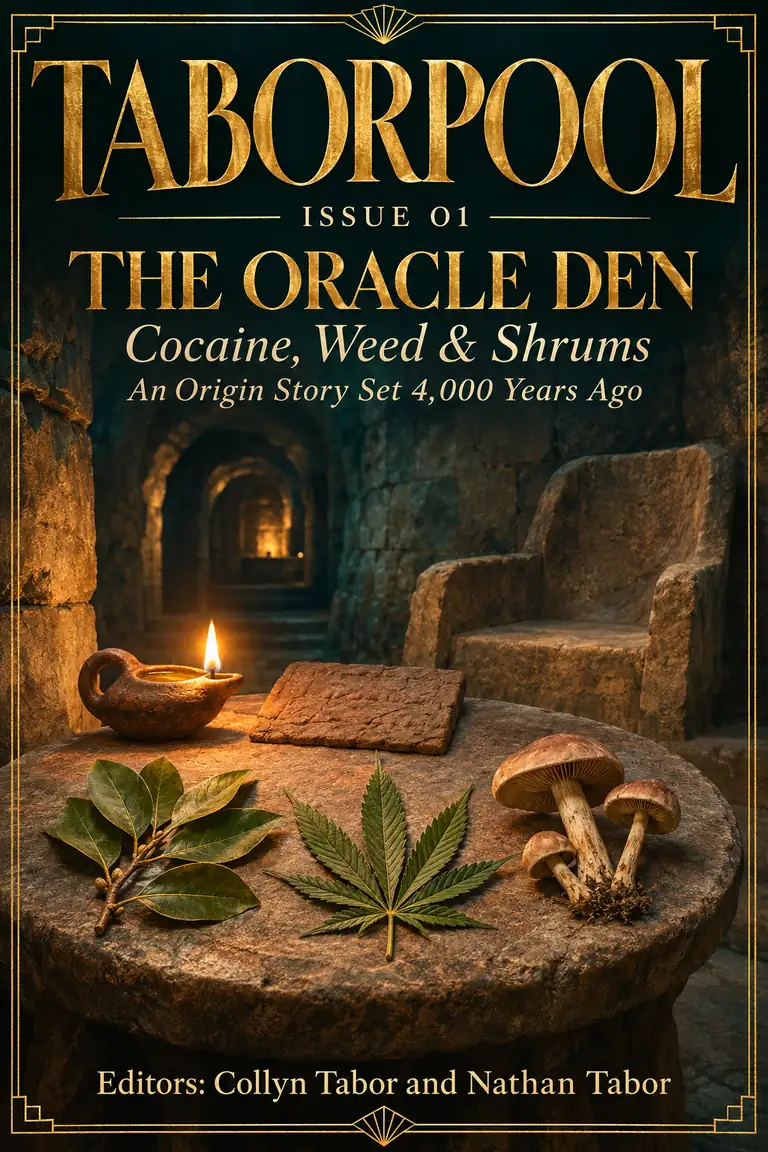 TABORPOOL
ISSUE 01
THE ORACLE DEN
Cocaine, Weed & Shrums
An Origin Story Set 4,000 Years Ago
Editors: Collyn Tabor and Nathan Tabor